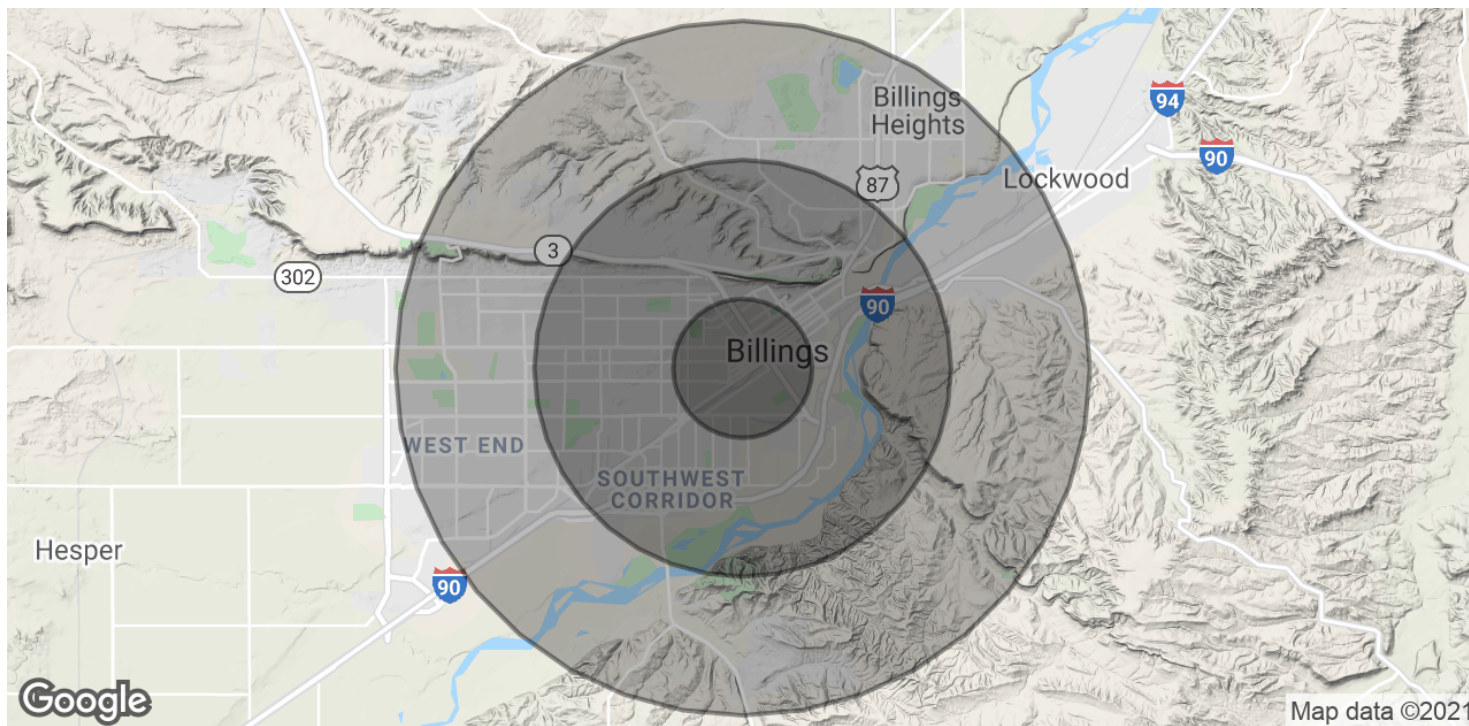 Billings
Heights
94
90
87
Lockwood
3
302
90
Billings
WEST END
SOUTHWEST
CORRIDOR
Hesper
90
Google
Map data ©2021